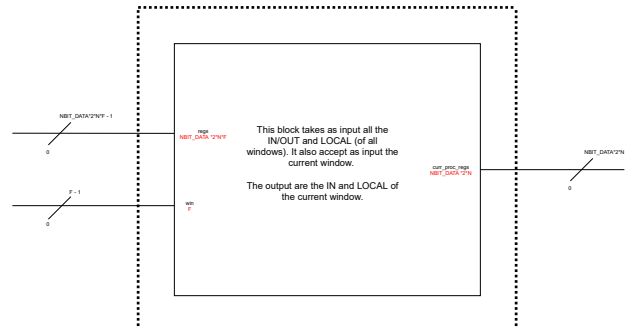 NBIT_DATA*2*N*F - 1
0
regs
NBIT_DATA *2*N*F
F - 1
0
win
F
This block takes as input all the
IN/OUT and LOCAL (of all
windows). It also accept as input the
current window.
The output are the IN and LOCAL of
the current window.
curr_proc_regs
NBIT_DATA *2*N
NBIT_DATA*2*N
0